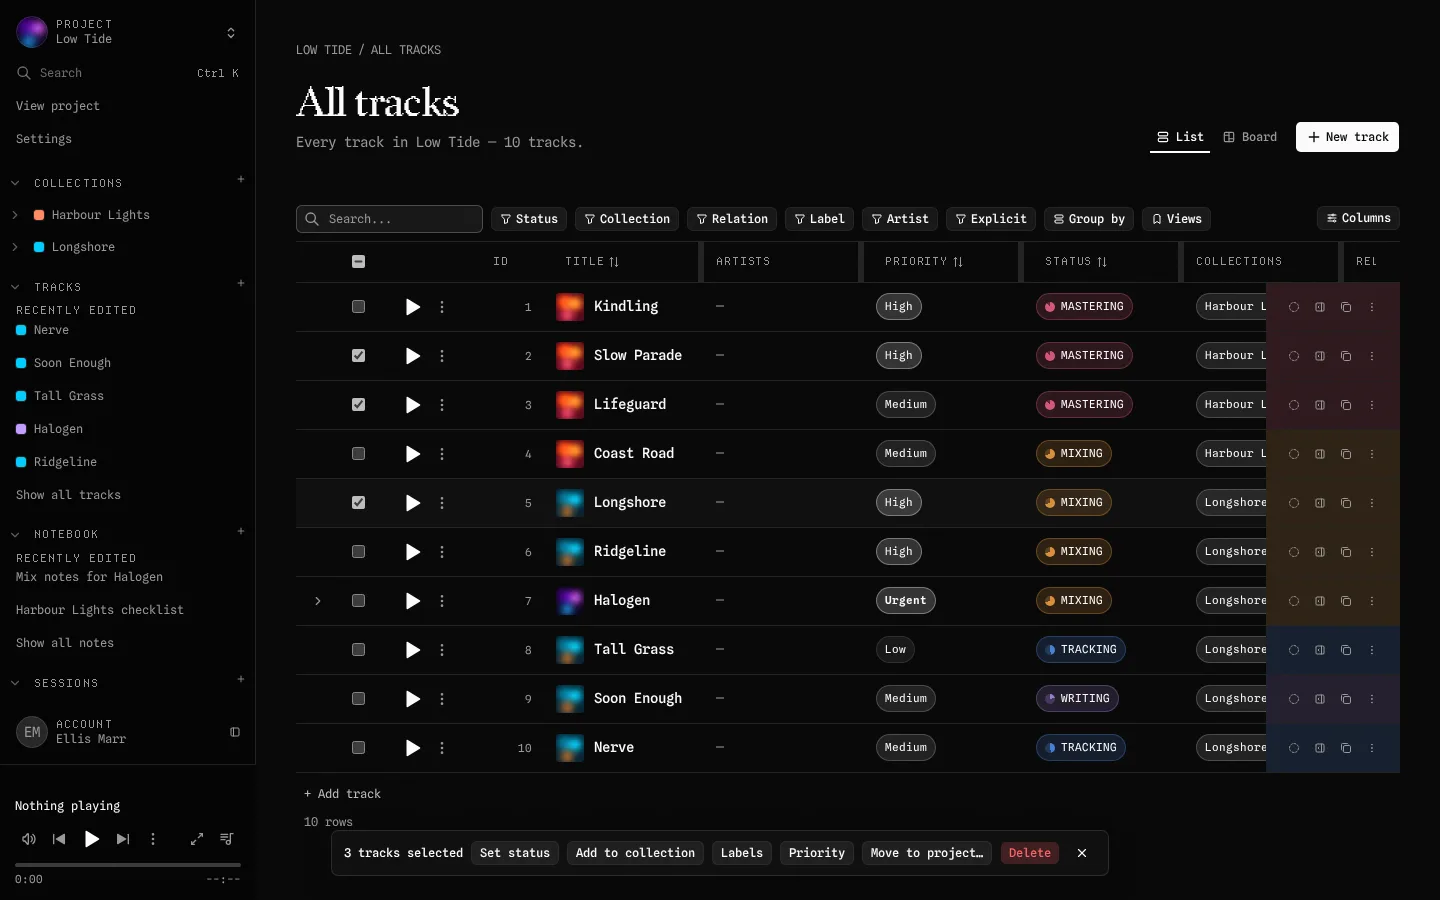 PROJECT
Low Tide
Search Ctrl K
View project
Settings
COLLECTIONS +
Harbour Lights
Longshore
TRACKS +
RECENTLY EDITED
Nerve
Soon Enough
Tall Grass
Halogen
Ridgeline
Show all tracks
NOTEBOOK +
RECENTLY EDITED
Mix notes for Halogen
Harbour Lights checklist
Show all notes
SESSIONS +
EM
ACCOUNT
Ellis Marr
Nothing playing
0:00 --:--
LOW TIDE / ALL TRACKS
All tracks
Every track in Low Tide — 10 tracks.
List Board + New track
Search... Status Collection Relation Label Artist Explicit Group by Views Columns
ID TITLE ARTISTS PRIORITY STATUS COLLECTIONS REL
1 Kindling — High MASTERING Harbour L
2 Slow Parade — High MASTERING Harbour L
3 Lifeguard — Medium MASTERING Harbour L
4 Coast Road — Medium MIXING Harbour L
5 Longshore — High MIXING Longshore
6 Ridgeline — High MIXING Longshore
7 Halogen — Urgent MIXING Longshore
8 Tall Grass — Low TRACKING Longshore
9 Soon Enough — Medium WRITING Longshore
10 Nerve — Medium TRACKING Longshore
+ Add track
10 rows
3 tracks selected Set status Add to collection Labels Priority Move to project… Delete